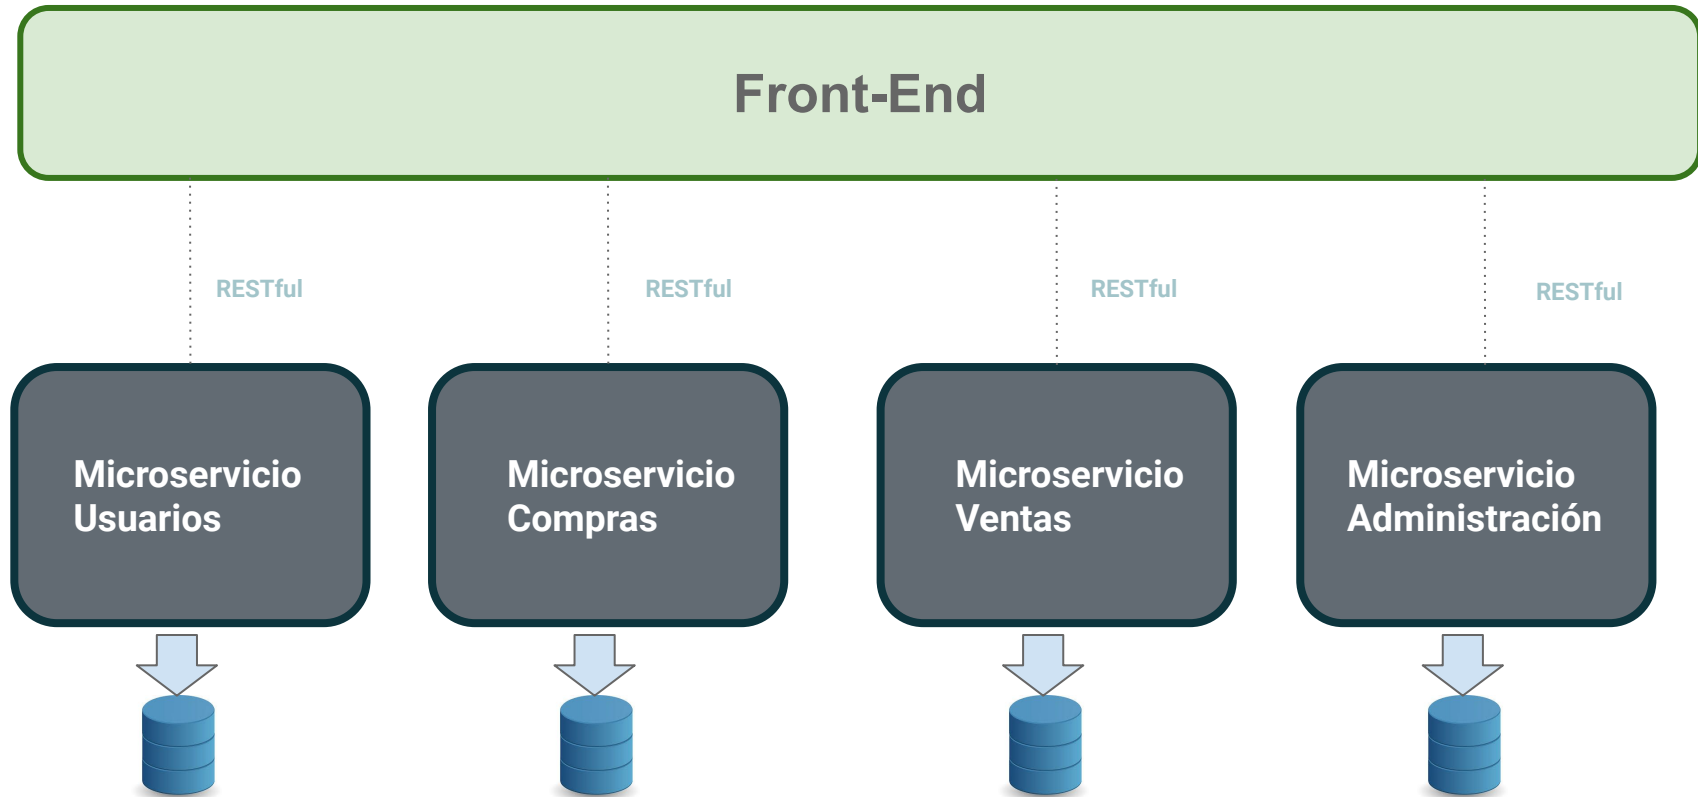 Front-End
RESTful
RESTful
RESTful
RESTful
Microservicio
Usuarios
Microservicio
Compras
Microservicio
Ventas
Microservicio
Administración